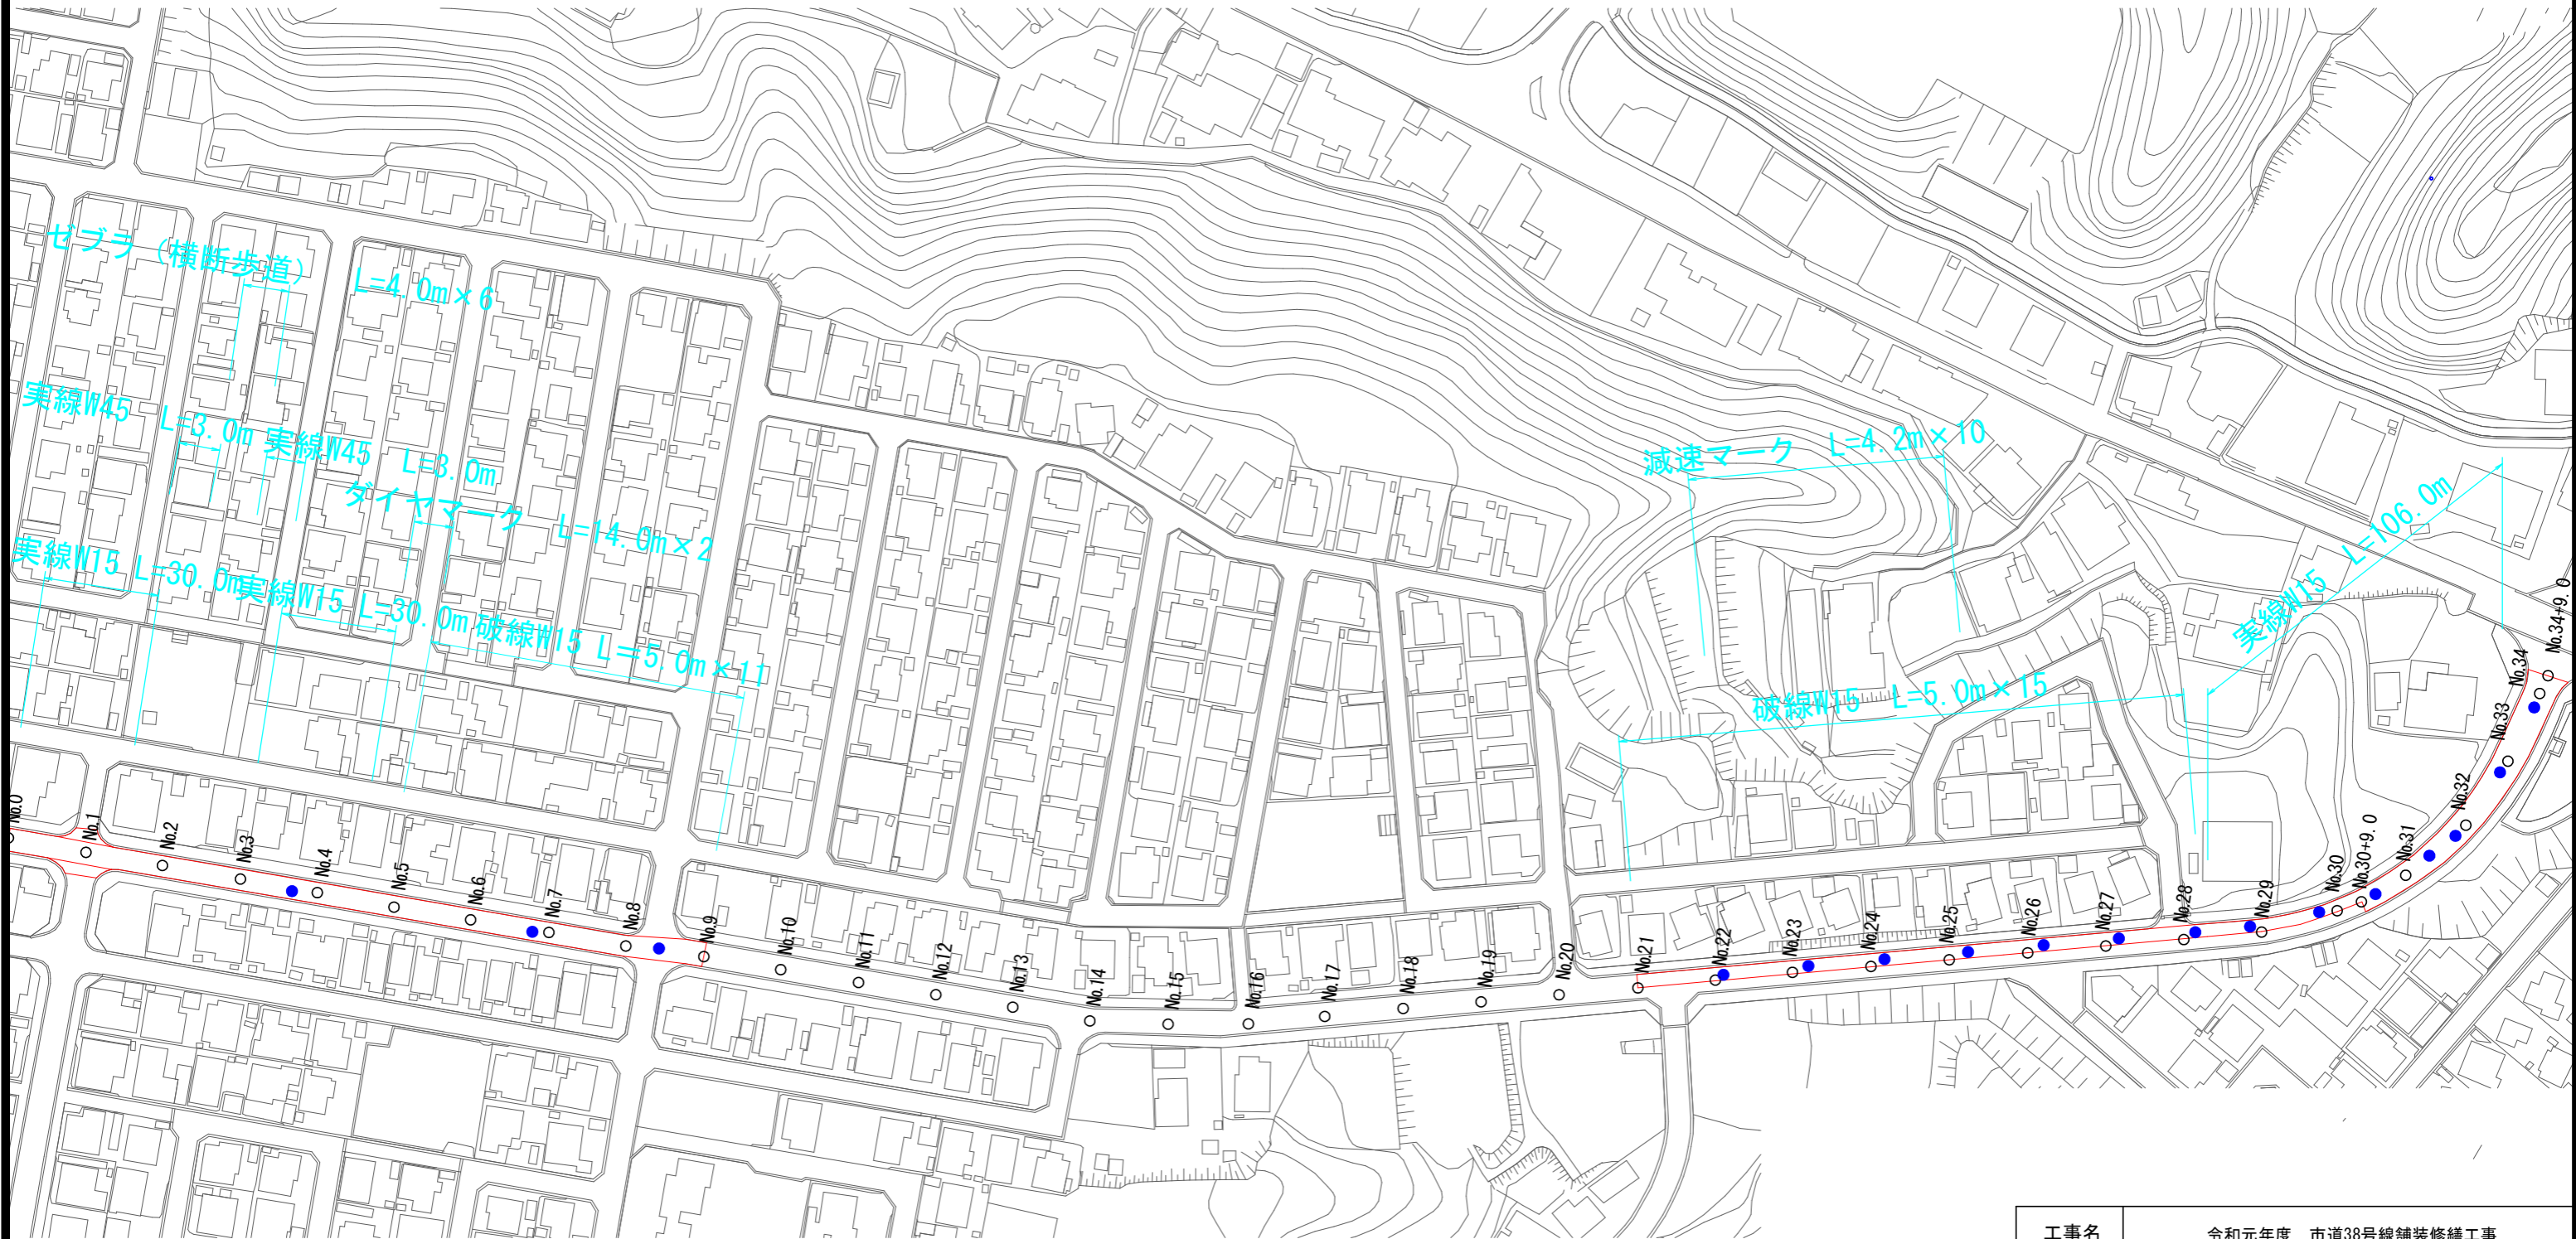 ゼブラ（横断歩道） L=4.0m×6
実線W45 L=3.0m
実線W45 L=3.0m
ダイヤマーク L=14.0m×2
実線W15 L=30.0m
実線W15 L=30.0m
破線W15 L=5.0m×11
減速マーク L=4.2m×10
破線W15 L=5.0m×15
実線W15 L=106.0m
No.0
No.1
No.2
No.3
No.4
No.5
No.6
No.7
No.8
No.9
No.10
No.11
No.12
No.13
No.14
No.15
No.16
No.17
No.18
No.19
No.20
No.21
No.22
No.23
No.24
No.25
No.26
No.27
No.28
No.29
No.30
No.30+9.0
No.31
No.32
No.33
No.34
No.34+9.0
工事名 令和元年度 市道38号線舗装修繕工事